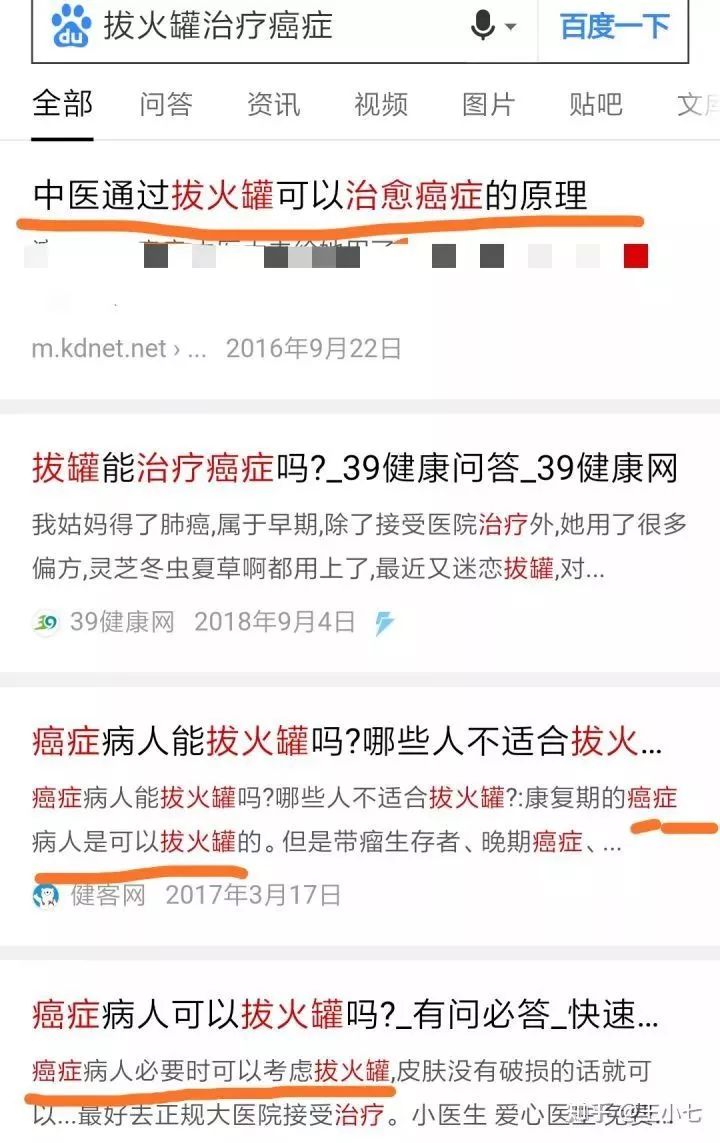 du 拔火罐治疗癌症 百度一下
全部 问答 资讯 视频 图片 贴吧 文库
中医通过拔火罐可以治愈癌症的原理
m.kdnet.net › ... 2016年9月22日
拔罐能治疗癌症吗?_39健康问答_39健康网
我姑妈得了肺癌,属于早期,除了接受医院治疗外,她用了很多
偏方,灵芝冬虫夏草啊都用上了,最近又迷恋拔罐,对...
39 39健康网 2018年9月4日
癌症病人能拔火罐吗?哪些人不适合拔火...
癌症病人能拔火罐吗?哪些人不适合拔火罐?:康复期的癌症
病人是可以拔火罐的。但是带瘤生存者、晚期癌症、...
健客网 2017年3月17日
癌症病人可以拔火罐吗?_有问必答_快速...
癌症病人必要时可以考虑拔火罐,皮肤没有破损的话就可
以...最好去正规大医院接受治疗。小医生 爱心医生 免费...
知乎 @王小七